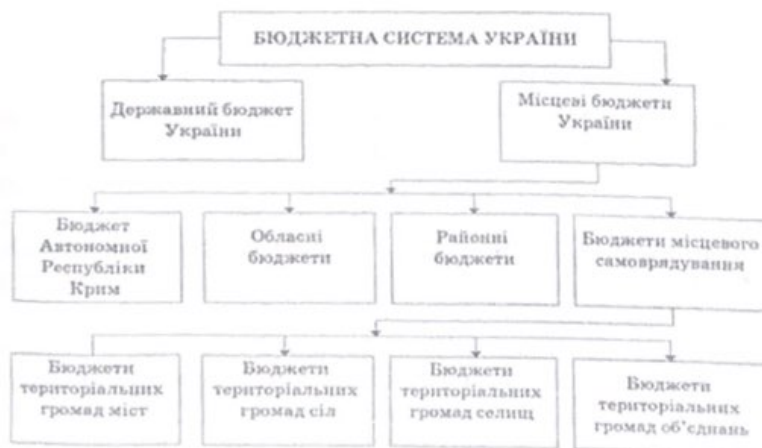 БЮДЖЕТНА СИСТЕМА УКРАЇНИ
Державний бюджет
України
Місцеві бюджети
України
Бюджет
Автономної
Республіки
Крим
Обласні
бюджети
Районні
бюджети
Бюджети місцевого
самоврядування
Бюджети
територіальних
громад міст
Бюджети
територіальних
громад сіл
Бюджети
територіальних
громад селищ
Бюджети
територіальних
громад об'єднань